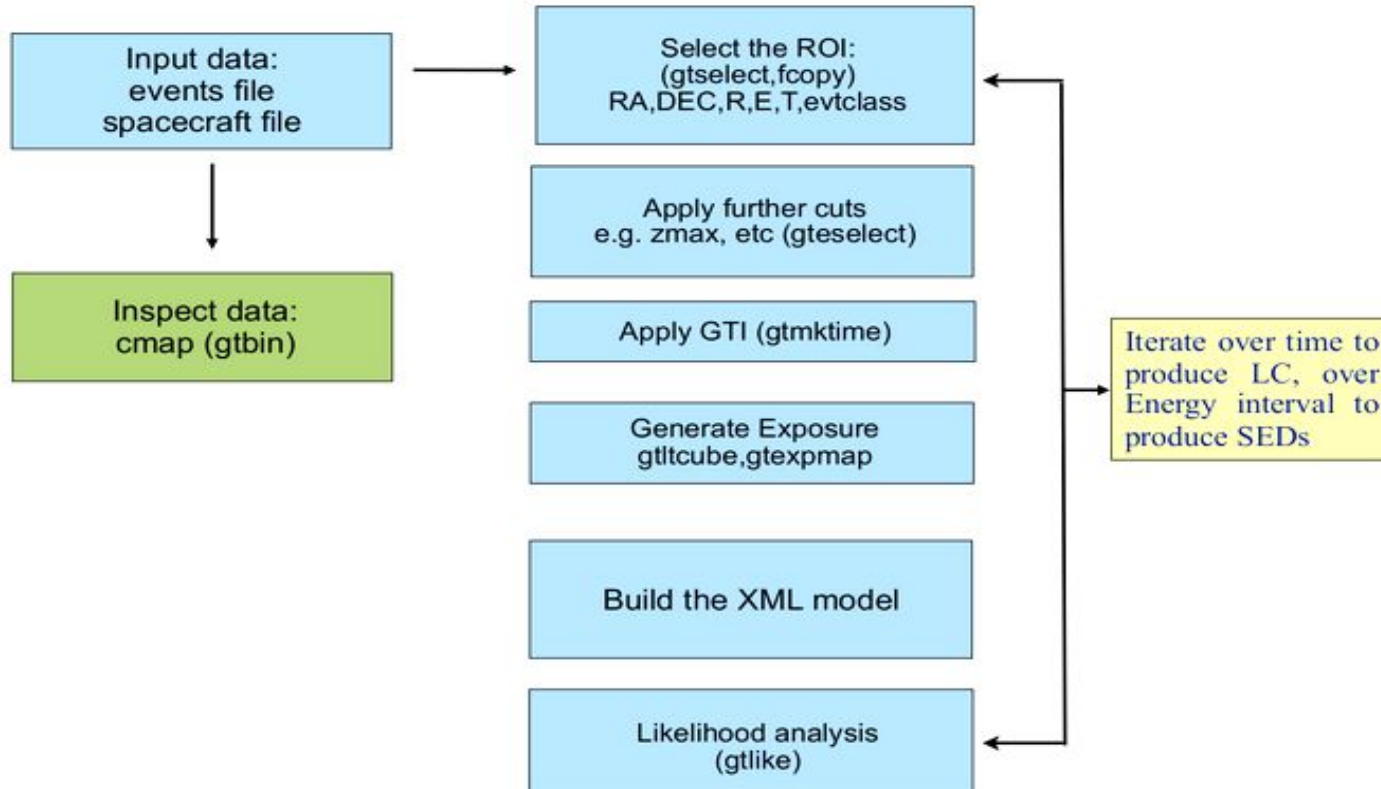 Input data:
events file
spacecraft file
Select the ROI:
(gtselect,fcopy)
RA,DEC,R,E,T,evtclass
Apply further cuts
e.g. zmax, etc (gteselect)
Inspect data:
cmap (gtbin)
Apply GTI (gtmktime)
Iterate over time to
produce LC, over
Energy interval to
produce SEDs
Generate Exposure
gtltcube,gtexpmap
Build the XML model
Likelihood analysis
(gtlike)